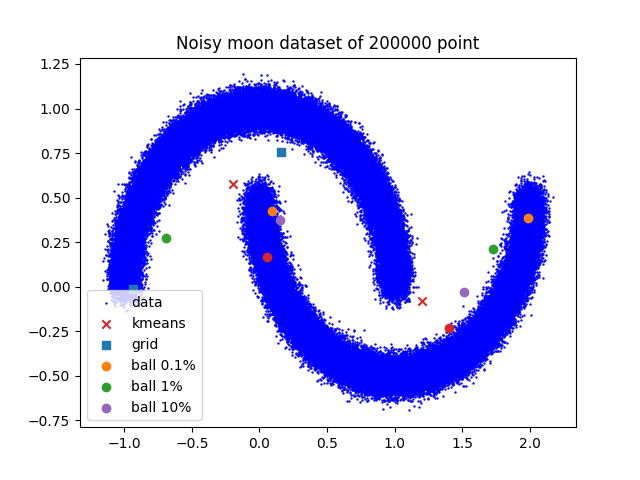 Noisy moon dataset of 200000 point
1.25
1.00
0.75
0.50
0.25
0.00
−0.25
−0.50
−0.75
data
kmeans
grid
ball 0.1%
ball 1%
ball 10%
−1.0 −0.5 0.0 0.5 1.0 1.5 2.0